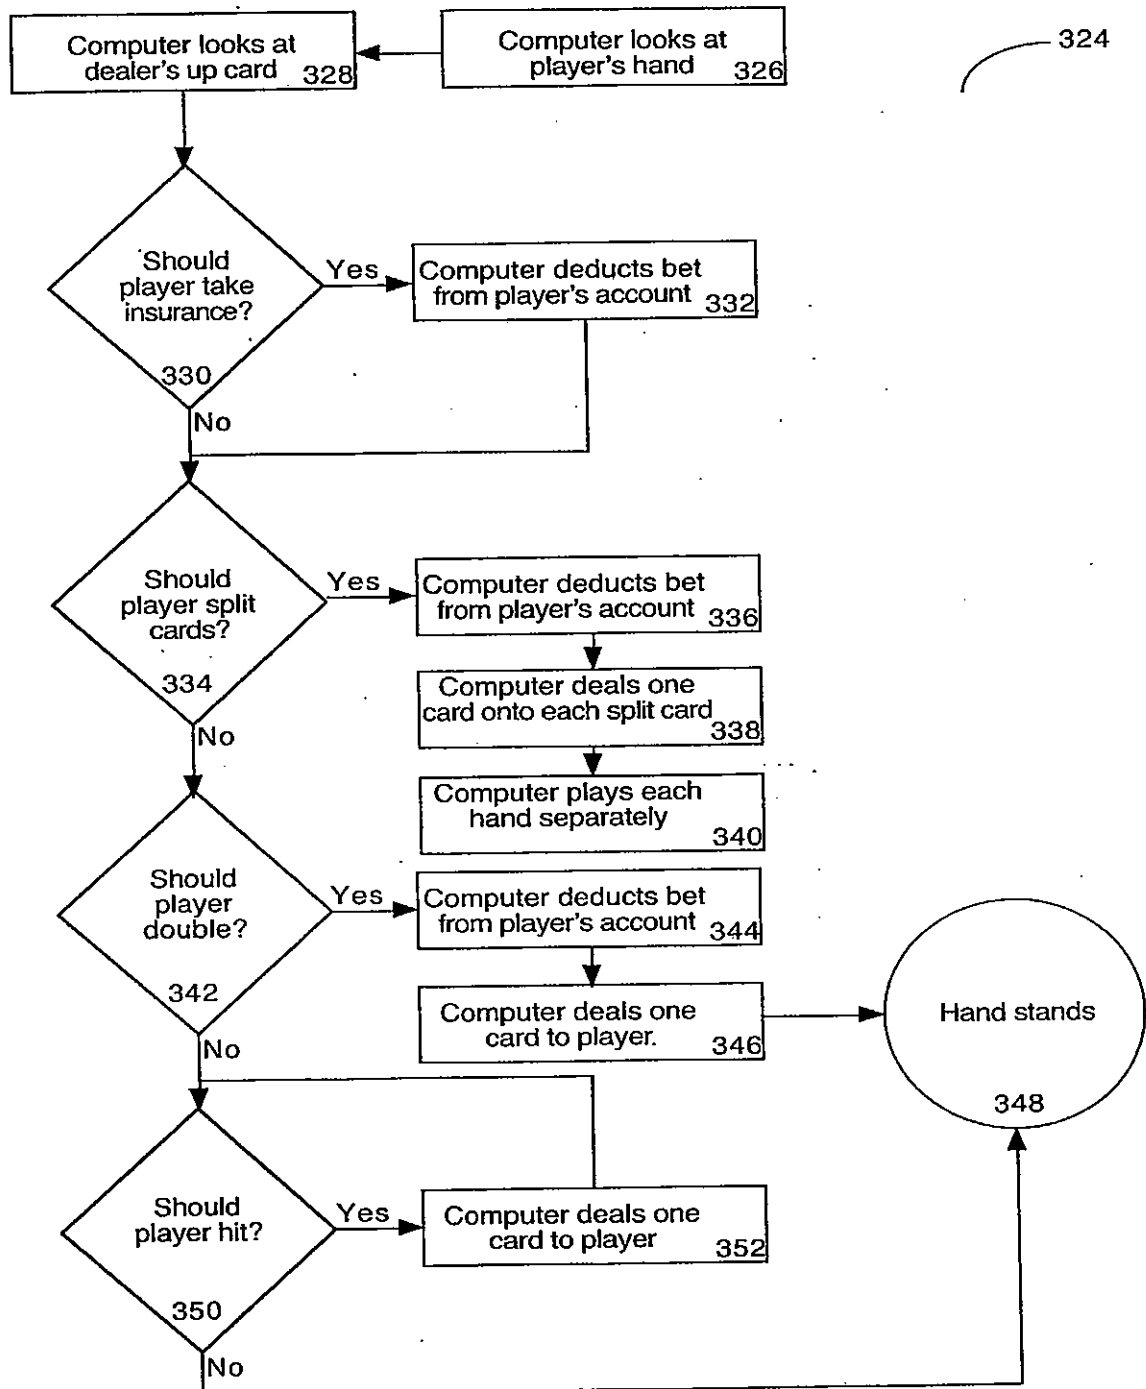 Computer looks at
dealer's up card 328
Computer looks at
player's hand 326
324
Should
player take
insurance?
330
Yes
Computer deducts bet
from player's account 332
No
Should
player split
cards?
334
Yes
Computer deducts bet
from player's account 336
Computer deals one
card onto each split card
338
Computer plays each
hand separately
340
No
Should
player
double?
342
Yes
Computer deducts bet
from player's account 344
Computer deals one
card to player. 346
Hand stands
348
No
Should
player hit?
350
Yes
Computer deals one
card to player 352
No